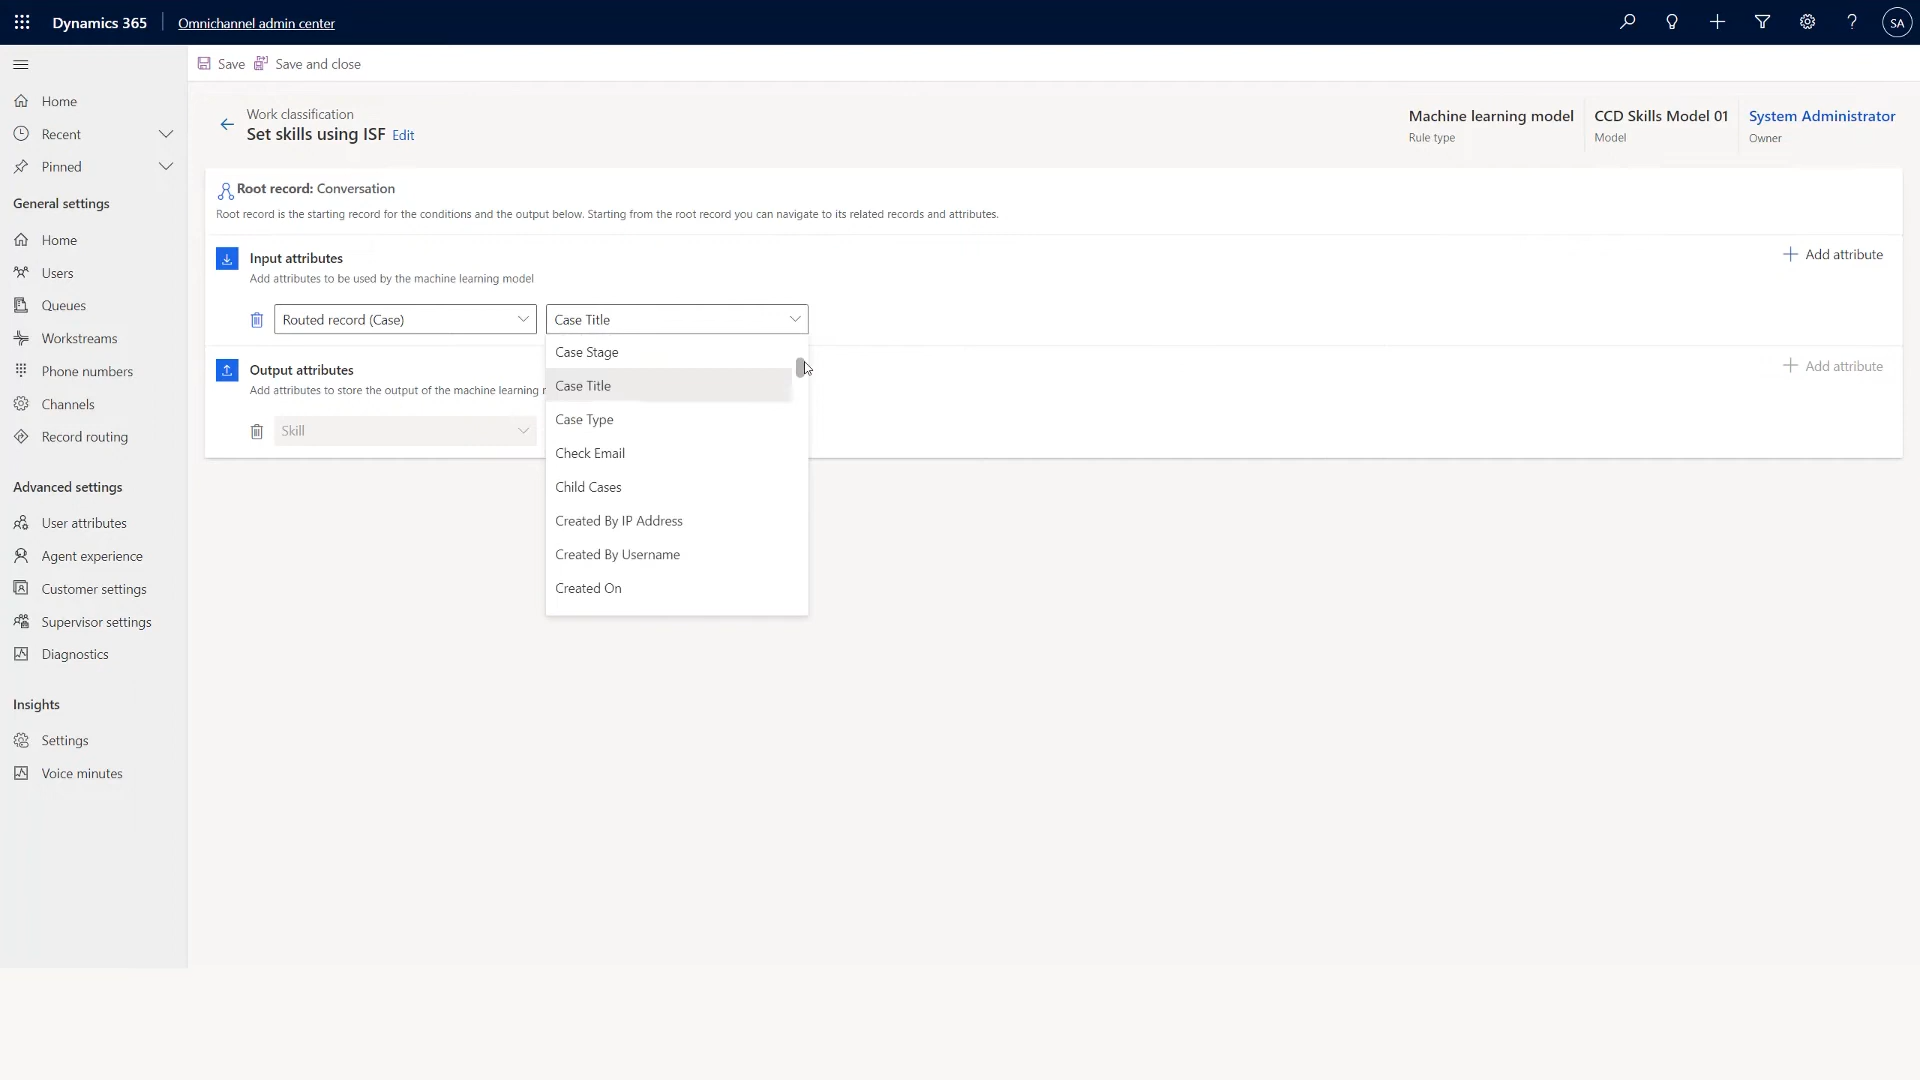 Dynamics 365
Omnichannel admin center
SA
Save
Save and close
Home
Recent
Pinned
General settings
Home
Users
Queues
Workstreams
Phone numbers
Channels
Record routing
Advanced settings
User attributes
Agent experience
Customer settings
Supervisor settings
Diagnostics
Insights
Settings
Voice minutes
Work classification
Set skills using ISF Edit
Machine learning model
Rule type
CCD Skills Model 01
Model
System Administrator
Owner
Root record: Conversation
Root record is the starting record for the conditions and the output below. Starting from the root record you can navigate to its related records and attributes.
Input attributes
Add attributes to be used by the machine learning model
Add attribute
Routed record (Case)
Case Title
Output attributes
Add attributes to store the output of the machine learning
Add attribute
Skill
Case Stage
Case Title
Case Type
Check Email
Child Cases
Created By IP Address
Created By Username
Created On